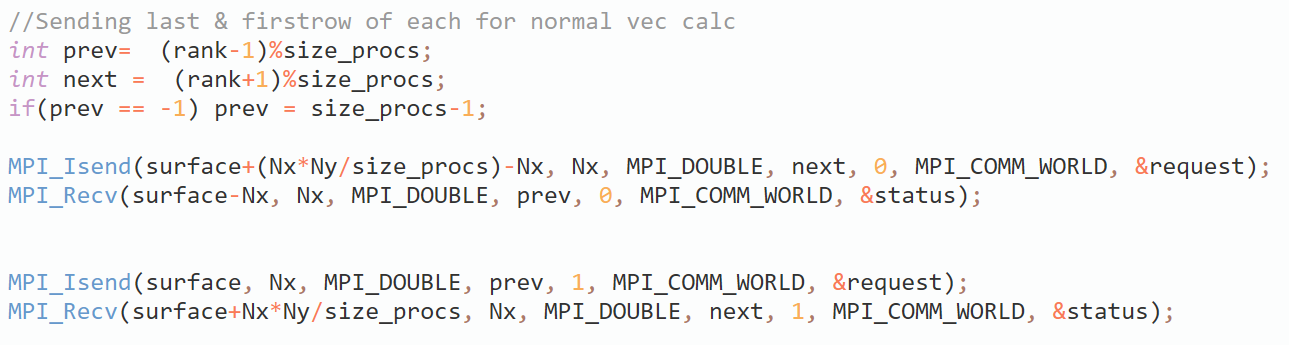 //Sending last & firstrow of each for normal vec calc
int prev=  (rank-1)%size_procs;
int next =  (rank+1)%size_procs;
if(prev == -1) prev = size_procs-1;
MPI_Isend(surface+(Nx*Ny/size_procs)-Nx, Nx, MPI_DOUBLE, next, 0, MPI_COMM_WORLD, &request);
MPI_Recv(surface-Nx, Nx, MPI_DOUBLE, prev, 0, MPI_COMM_WORLD, &status);
MPI_Isend(surface, Nx, MPI_DOUBLE, prev, 1, MPI_COMM_WORLD, &request);
MPI_Recv(surface+Nx*Ny/size_procs, Nx, MPI_DOUBLE, next, 1, MPI_COMM_WORLD, &status);